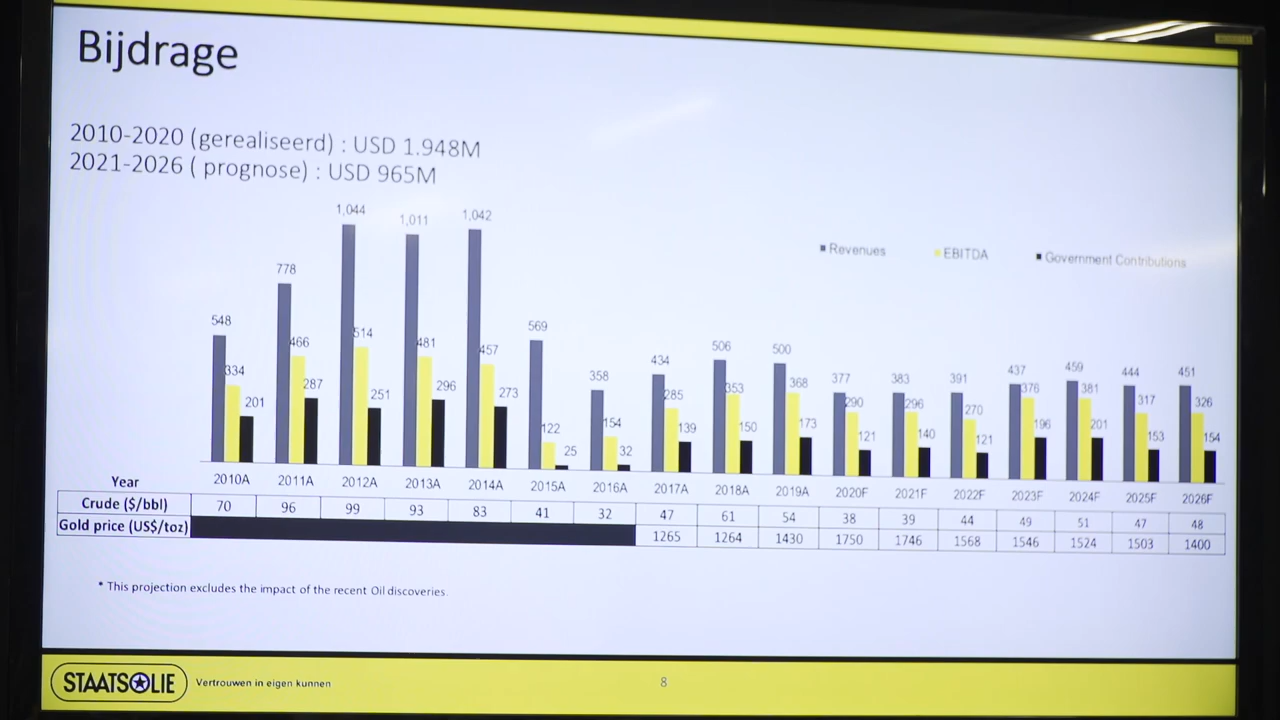 Bijdrage
2010-2020 (gerealiseerd) : USD 1.948M
2021-2026 ( prognose) : USD 965M
Revenues EBITDA Government Contributions
548 334 201
778 466 287
1,044 514 251
1,011 481 296
1,042 457 273
569 122 25
358 154 32
434 285 139
506 353 150
500 368 173
377 290 121
383 296 140
391 270 121
437 376 196
459 381 201
444 317 153
451 326 154
Year 2010A 2011A 2012A 2013A 2014A 2015A 2016A 2017A 2018A 2019A 2020F 2021F 2022F 2023F 2024F 2025F 2026F
Crude ($/bbl) 70 96 99 93 83 41 32 47 61 54 38 39 44 49 51 47 48
Gold price (US$/toz) 1265 1264 1430 1750 1746 1568 1546 1524 1503 1400
* This projection excludes the impact of the recent Oil discoveries.
STAATSOLIE Vertrouwen in eigen kunnen 8